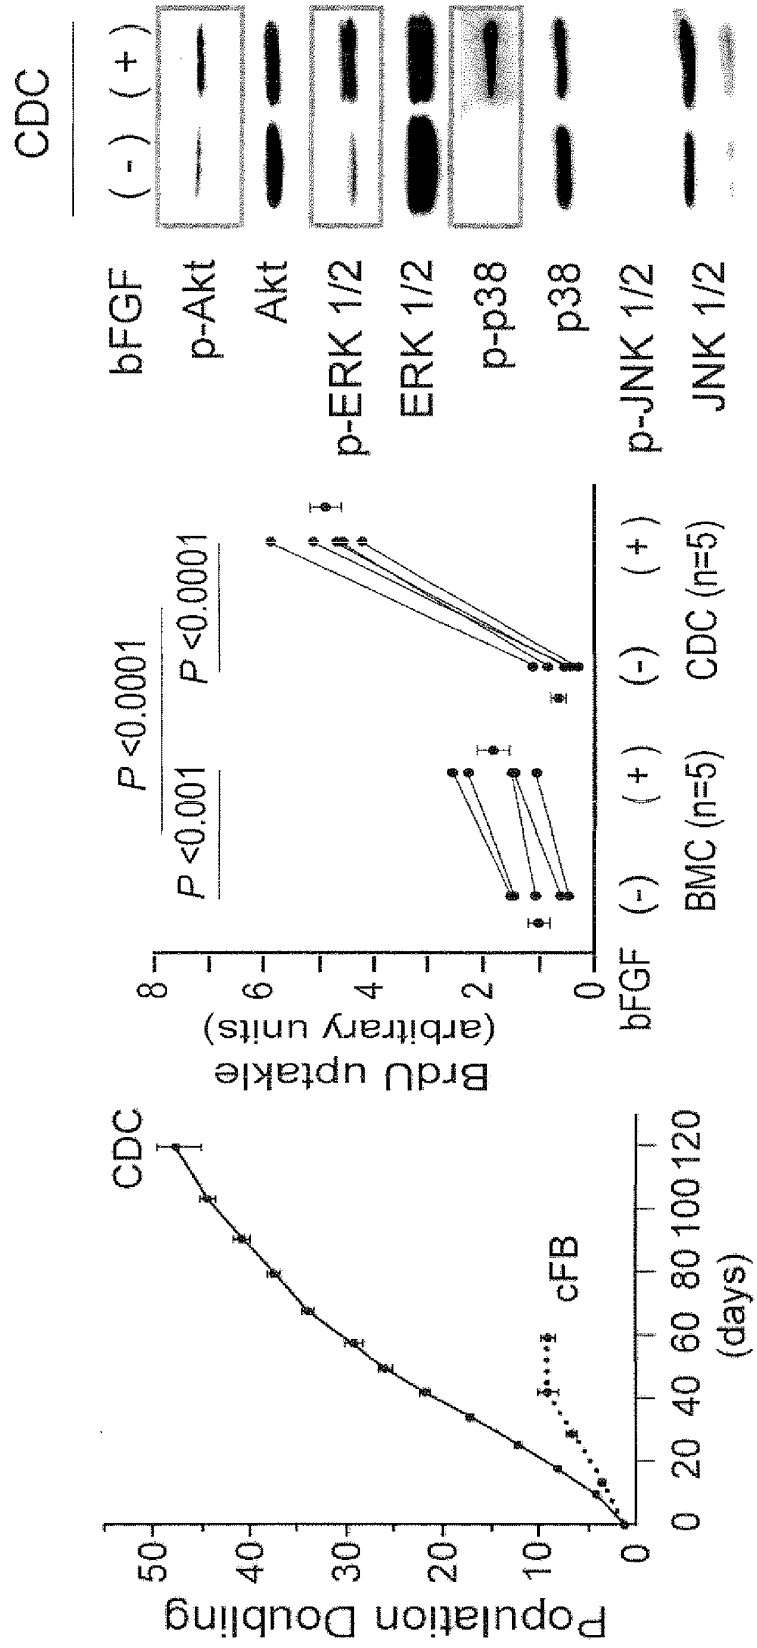 Population Doubling
50
40
30
20
10
0
0 20 40 60 80 100 120
(days)
CDC
cFB
BrdU uptakle
(arbitrary units)
8
6
4
2
0
P <0.0001
P <0.001
P <0.0001
bFGF (-) (+) (-) (+)
BMC (n=5) CDC (n=5)
CDC
bFGF (-) (+)
p-Akt
Akt
p-ERK 1/2
ERK 1/2
p-p38
p38
p-JNK 1/2
JNK 1/2